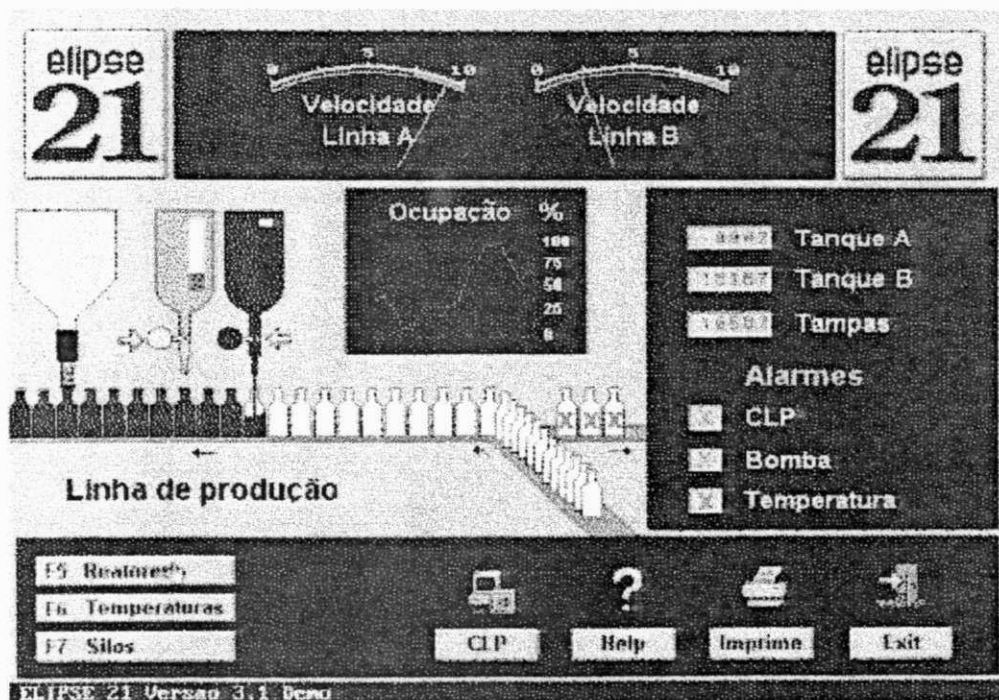 elipse
21
0 5 10
Velocidade
Linha A
0 5 10
Velocidade
Linha B
elipse
21
Ocupação %
100
75
50
25
0
Tanque A
Tanque B
Tampas
Alarmes
X CLP
Bomba
X Temperatura
X X X
Linha de produção
F5
F6 Temperaturas
F7 Silos
CLP
?
Help
Imprime
Exit
ELIPSE 21 Versao 3.1 Demo